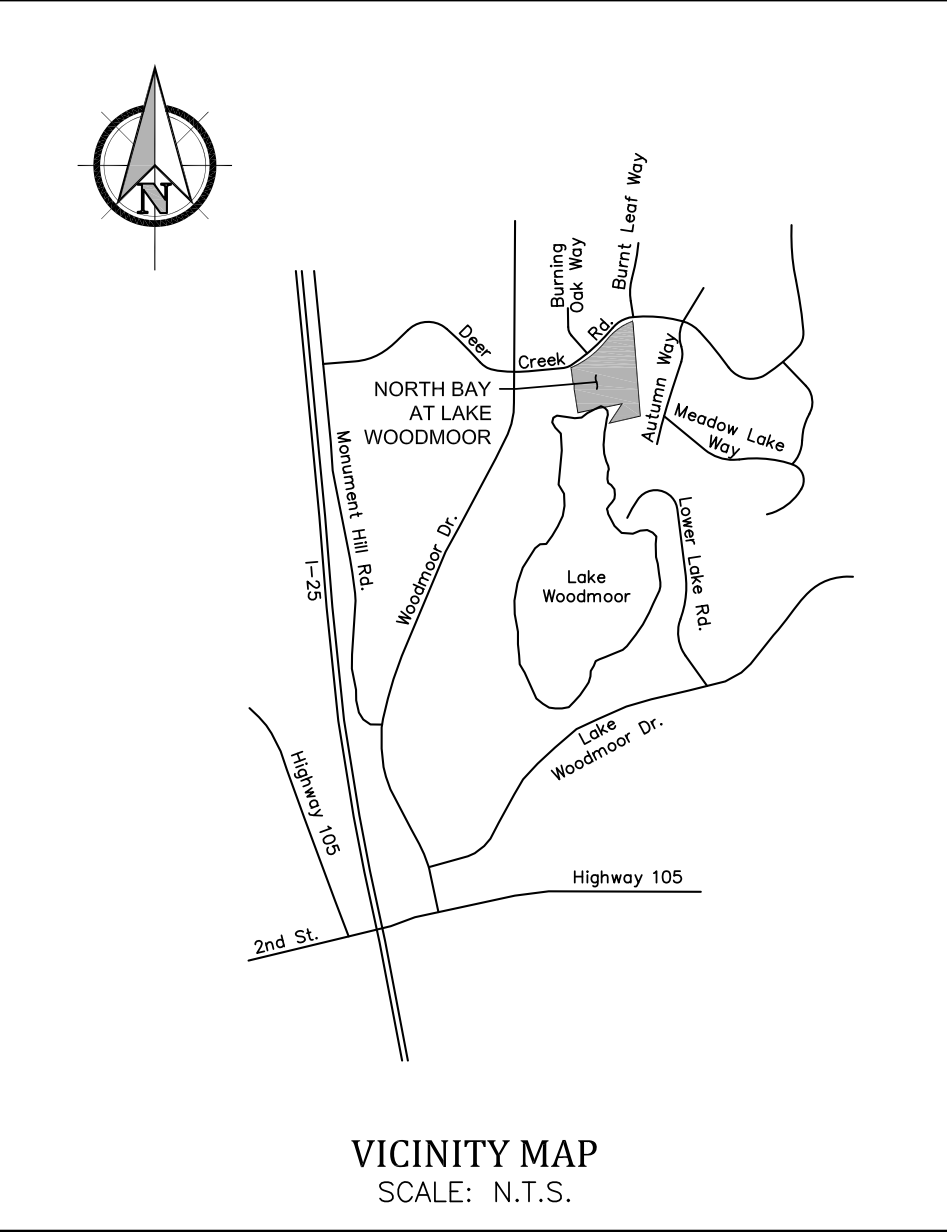 N
Burnt Leaf Way
Burning
Oak Way
Deer
Creek
Rd.
Autumn Way
NORTH BAY
AT LAKE
WOODMOOR
Meadow Lake
Way
Monument Hill Rd.
Woodmoor Dr.
Lower Lake Rd.
I-25
Lake
Woodmoor
Lake
Woodmoor Dr.
Highway 105
Highway 105
2nd St.
VICINITY MAP
SCALE: N.T.S.